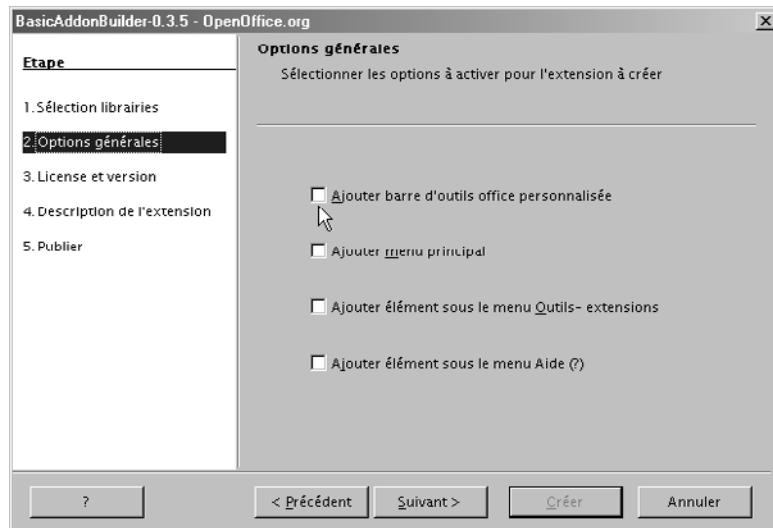 BasicAddonBuilder-0.3.5 - OpenOffice.org
Etape
1. Sélection librairies
2. Options générales
3. License et version
4. Description de l'extension
5. Publier
Options générales
Sélectionner les options à activer pour l'extension à créer
Ajouter barre d'outils office personnalisée
Ajouter menu principal
Ajouter élément sous le menu Outils- extensions
Ajouter élément sous le menu Aide (?)
?
< Précédent
Suivant >
Créer
Annuler